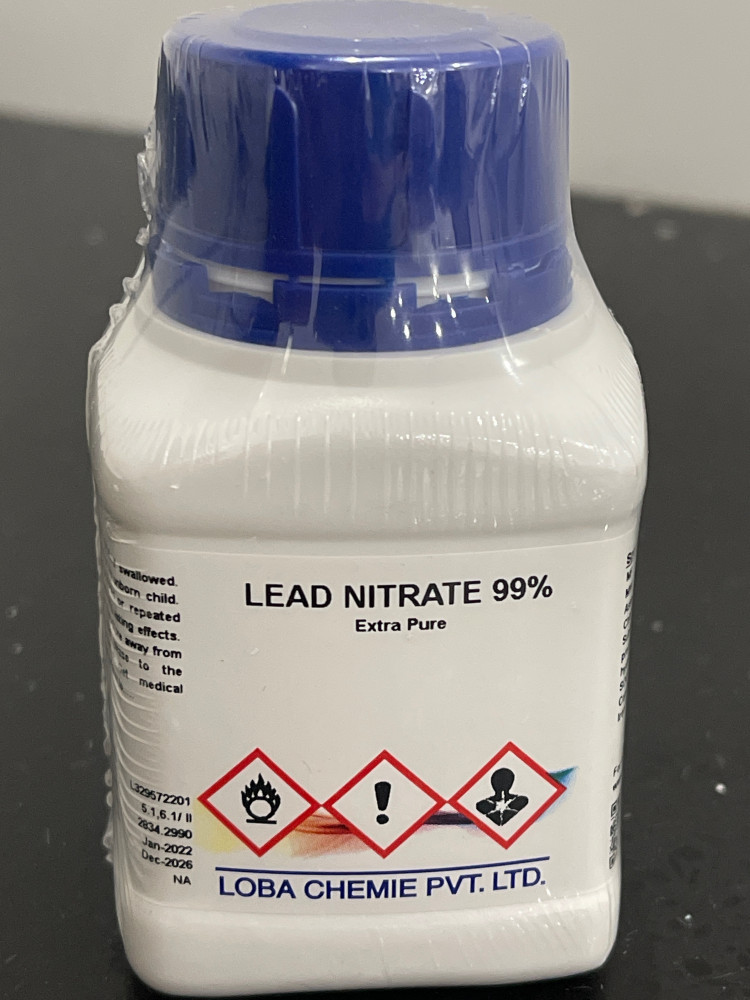 swallowed.
child.
or repeated
effects.
away from
to the
medical
LEAD NITRATE 99%
Extra Pure
L329572201
5.1,6.1/ II
2834.2990
Jan-2022
Dec-2026
NA
LOBA CHEMIE PVT. LTD.